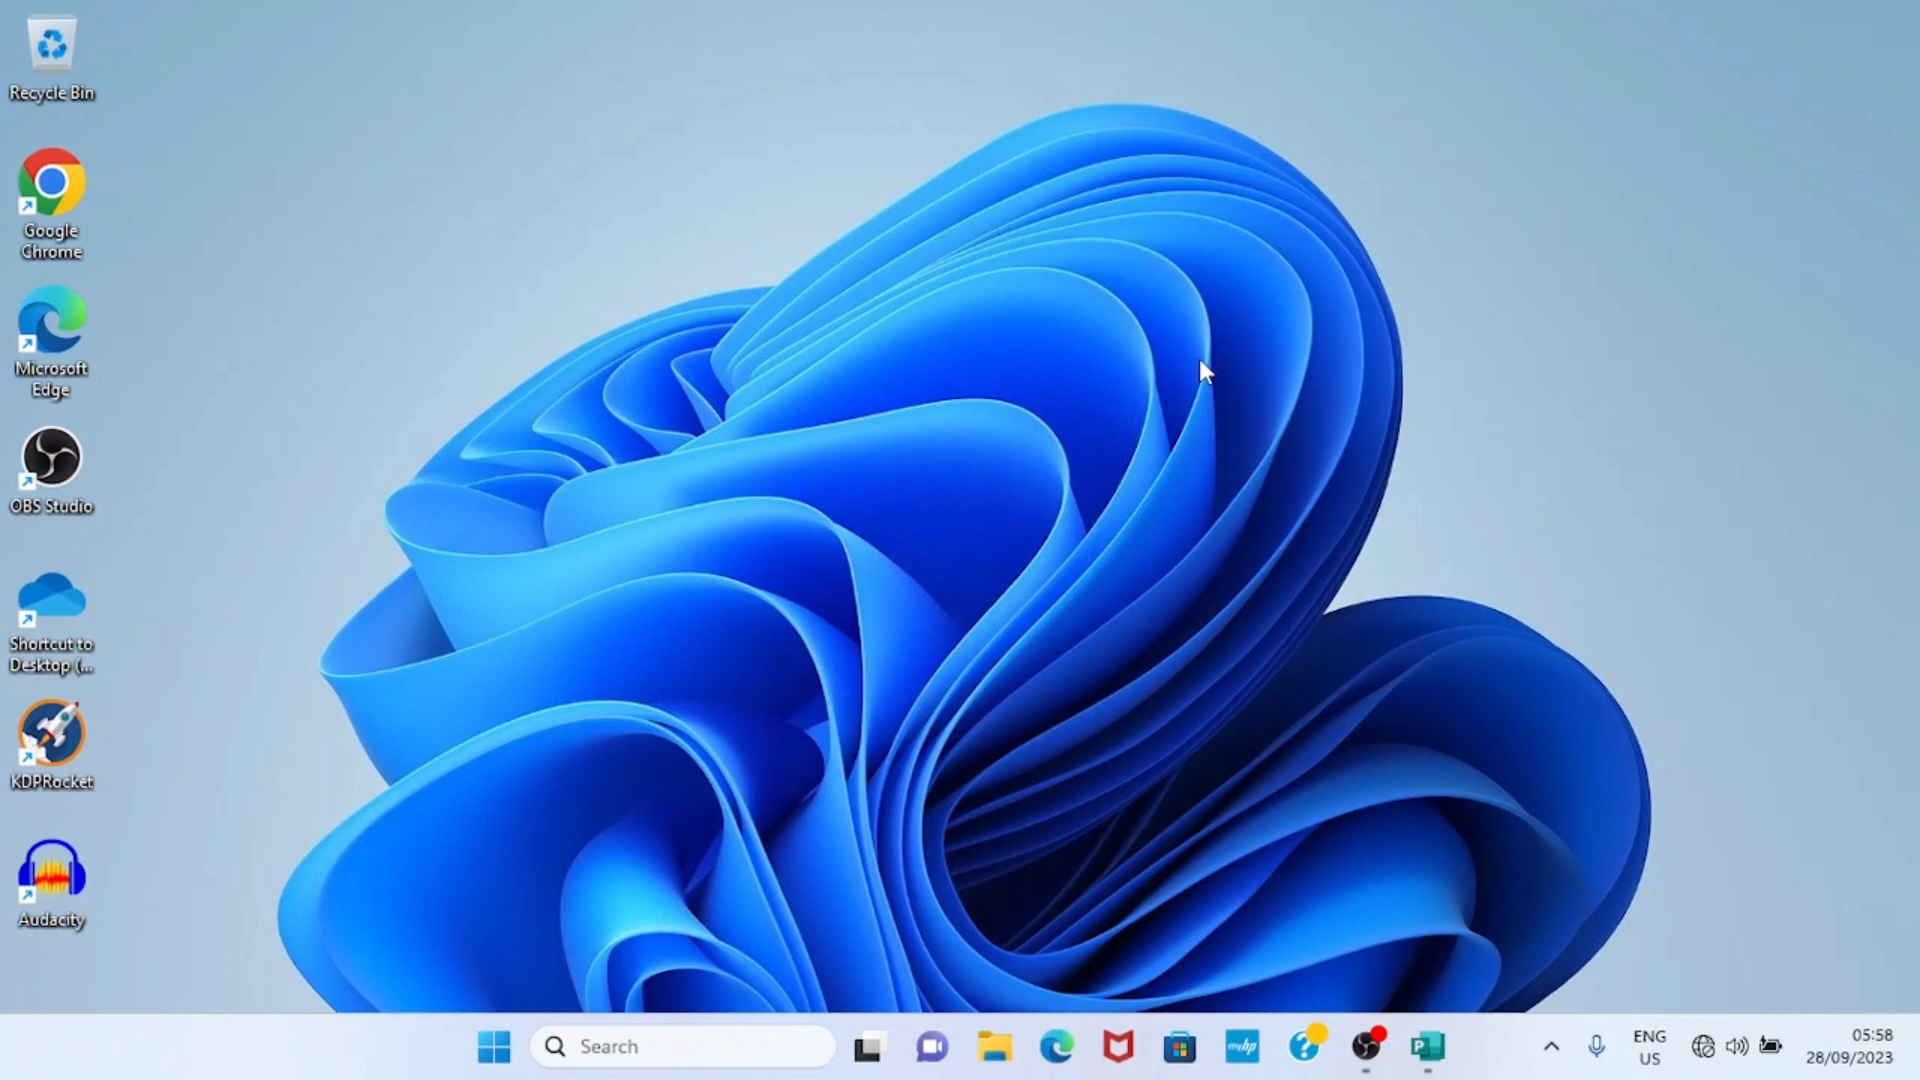 Recycle Bin
Google
Chrome
Microsoft
Edge
OBS Studio
Shortcut to
Desktop (...
KDPRocket
Audacity
Search
myhp
?
P
ENG
US
05:58
28/09/2023